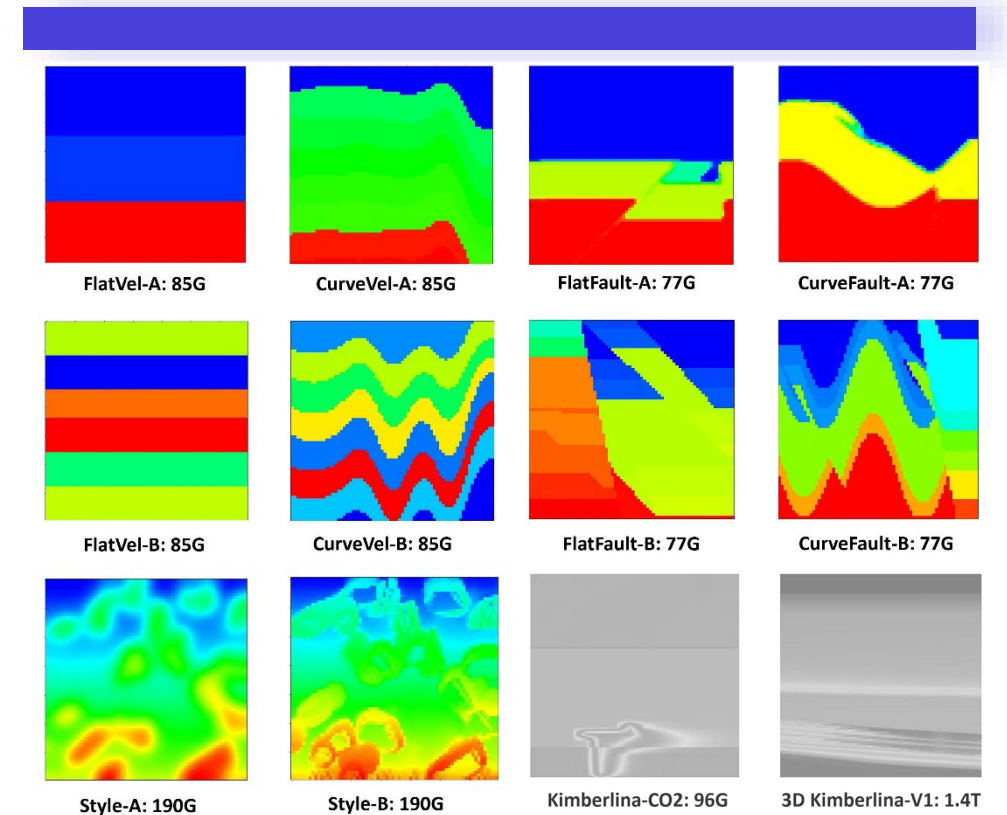 FlatVel-A: 85G
CurveVel-A: 85G
FlatFault-A: 77G
CurveFault-A: 77G
FlatVel-B: 85G
CurveVel-B: 85G
FlatFault-B: 77G
CurveFault-B: 77G
Style-A: 190G
Style-B: 190G
Kimberlina-CO2: 96G
3D Kimberlina-V1: 1.4T